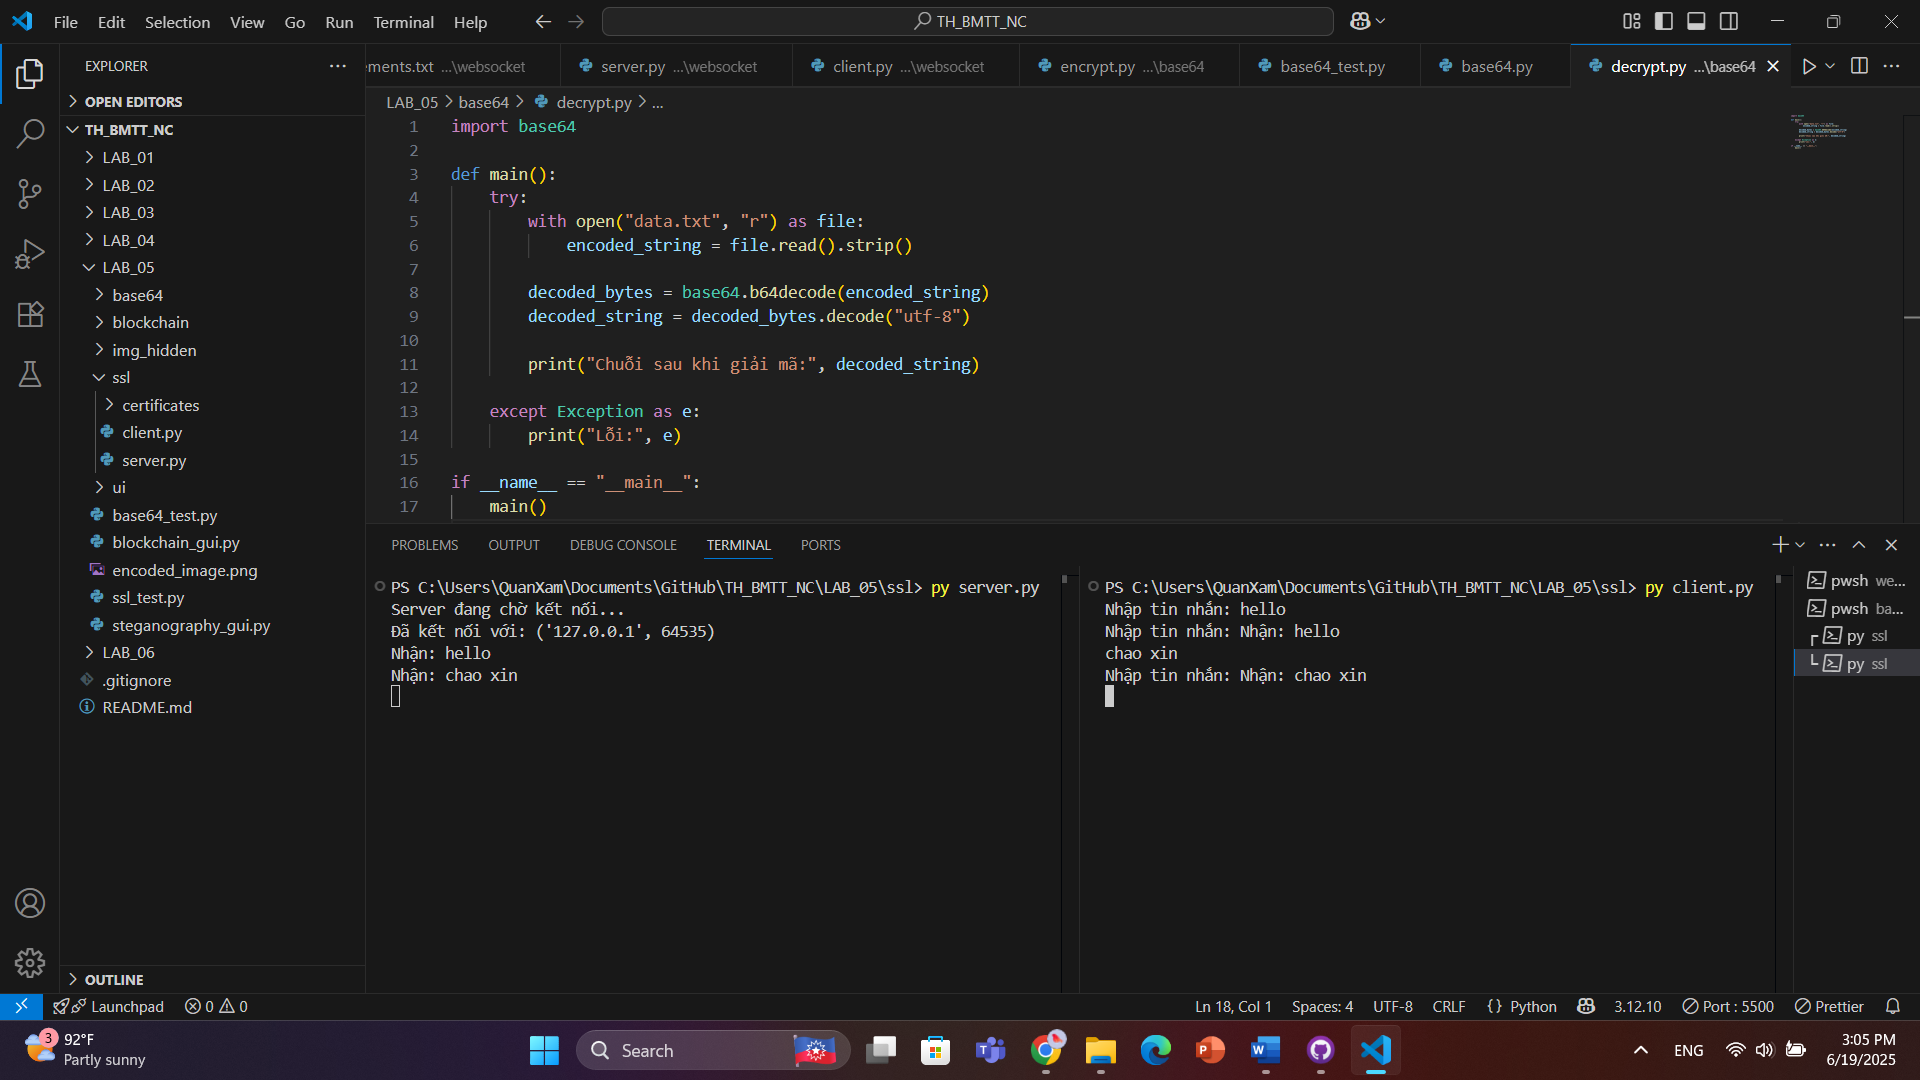 File Edit Selection View Go Run Terminal Help
TH_BMTT_NC
EXPLORER
OPEN EDITORS
TH_BMTT_NC
LAB_01
LAB_02
LAB_03
LAB_04
LAB_05
base64
blockchain
img_hidden
ssl
certificates
client.py
server.py
ui
base64_test.py
blockchain_gui.py
encoded_image.png
ssl_test.py
steganography_gui.py
LAB_06
.gitignore
README.md
OUTLINE
ements.txt ...\websocket
server.py ...\websocket
client.py ...\websocket
encrypt.py ...\base64
base64_test.py
base64.py
decrypt.py ...\base64
LAB_05 > base64 > decrypt.py > ...
1 import base64
2
3 def main():
4 try:
5 with open("data.txt", "r") as file:
6 encoded_string = file.read().strip()
7
8 decoded_bytes = base64.b64decode(encoded_string)
9 decoded_string = decoded_bytes.decode("utf-8")
10
11 print("Chuỗi sau khi giải mã:", decoded_string)
12
13 except Exception as e:
14 print("Lỗi:", e)
15
16 if __name__ == "__main__":
17 main()
PROBLEMS OUTPUT DEBUG CONSOLE TERMINAL PORTS
PS C:\Users\QuanXam\Documents\GitHub\TH_BMTT_NC\LAB_05\ssl> py server.py
Server đang chờ kết nối...
Đã kết nối với: ('127.0.0.1', 64535)
Nhận: hello
Nhận: chao xin
PS C:\Users\QuanXam\Documents\GitHub\TH_BMTT_NC\LAB_05\ssl> py client.py
Nhập tin nhắn: hello
Nhập tin nhắn: Nhận: hello
chao xin
Nhập tin nhắn: Nhận: chao xin
pwsh we...
pwsh ba...
py ssl
py ssl
Launchpad 0 0
Ln 18, Col 1 Spaces: 4 UTF-8 CRLF {} Python 3.12.10 Port : 5500 Prettier
3
92°F
Partly sunny
Search
ENG
3:05 PM
6/19/2025